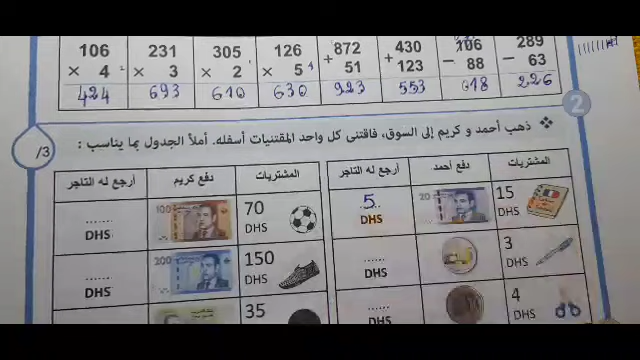 106 231 305 126 872 430 106 289
× 4 × 3 × 2 × 5 + 51 + 123 − 88 − 63
424 693 610 630 923 553 018 226
2
ذهب أحمد و كريم إلى السوق، فاقتنى كل واحد المقتنيات أسفله. أملأ الجدول بما يناسب :
/3
المشتريات دفع أحمد أرجع له التاجر المشتريات دفع كريم أرجع له التاجر
15 DHS 20 5 DHS 70 DHS 100 ...... DHS
3 DHS ...... DHS 150 DHS 200 ...... DHS
4 DHS ...... DHS 35